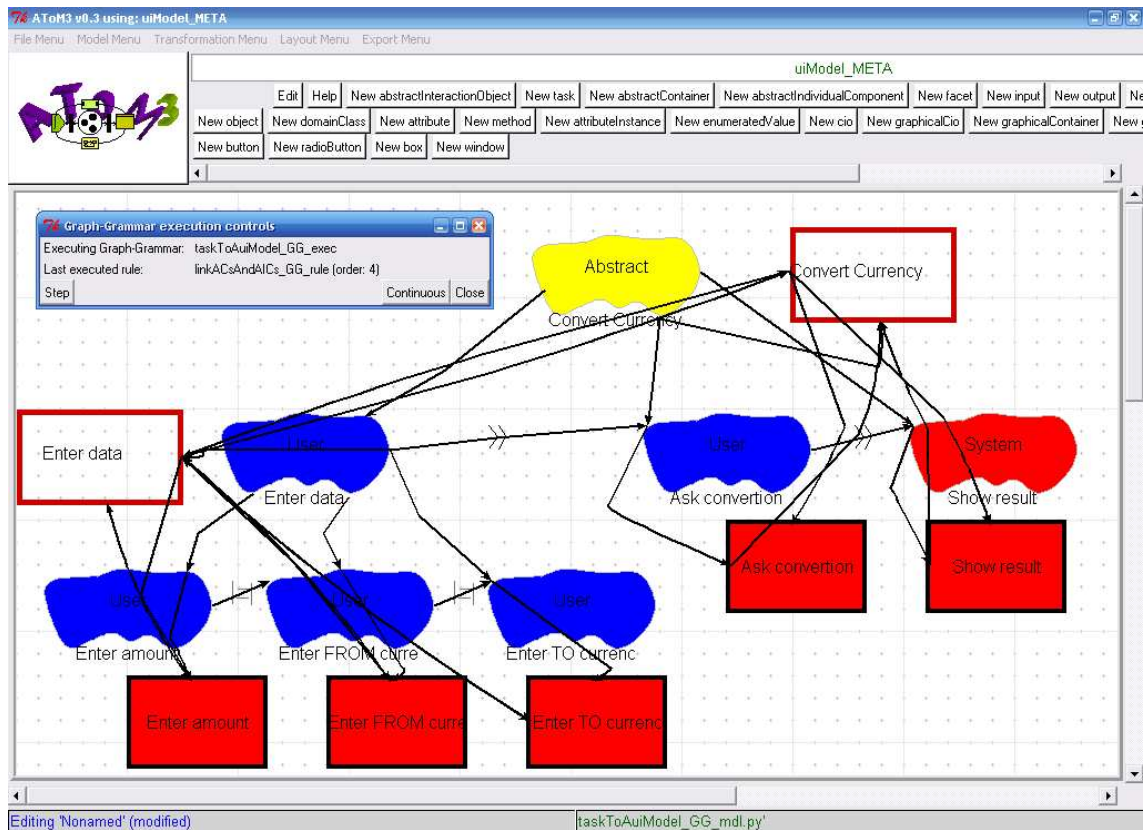 AToM3 v0.3 using: uiModel_META
File Menu Model Menu Transformation Menu Layout Menu Export Menu
uiModel_META
Edit Help New abstractInteractionObject New task New abstractContainer New abstractIndividualComponent New facet New input New output Ne
New object New domainClass New attribute New method New attributeInstance New enumeratedValue New cio New graphicalCio New graphicalContainer New g
New button New radioButton New box New window
AToM3
Graph-Grammar execution controls
Executing Graph-Grammar: taskToAuiModel_GG_exec
Last executed rule: linkACsAndAICs_GG_rule (order: 4)
Step Continuous Close
Abstract
Convert Currency
Convert Currency
Enter data
User
Enter data
User
Ask convertion
System
Show result
Ask convertion
Show result
User
Enter amount
User
Enter FROM curre
User
Enter TO currenc
Enter amount
Enter FROM curre
Enter TO currenc
Editing 'Nonamed' (modified)
taskToAuiModel_GG_mdl.py'